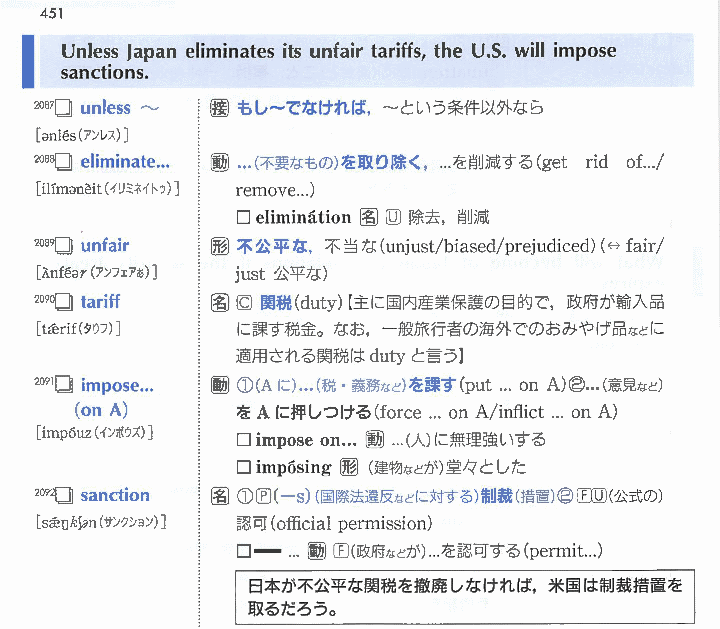 451
Unless Japan eliminates its unfair tariffs, the U.S. will impose
sanctions.
2087 unless ～
[ənlés(アンレス)]
接 もし～でなければ，～という条件以外なら
2088 eliminate...
[ilímənèit(イリミネイトゥ)]
動 …(不要なもの)を取り除く，…を削減する(get rid of.../
remove...)
□ eliminátion 名 U 除去，削減
2089 unfair
[ʌ̀nféər(アンフェアぁ)]
形 不公平な，不当な(unjust/biased/prejudiced)(↔ fair/
just 公平な)
2090 tariff
[tǽrif(タりフ)]
名 C 関税(duty)【主に国内産業保護の目的で，政府が輸入品
に課す税金。なお，一般旅行者の海外でのおみやげ品などに
適用される関税は duty と言う】
2091 impose...
(on A)
[impóuz(インポウズ)]
動 ①(A に)…(税・義務など)を課す(put ... on A)②…(意見など)
を A に押しつける(force ... on A/inflict ... on A)
□ impose on... 動 …(人)に無理強いする
□ impósing 形 (建物などが)堂々とした
2092 sanction
[sǽŋkʃən(サンクション)]
名 ①P(―s)(国際法違反などに対する)制裁(措置)②FU(公式の)
認可(official permission)
□━ ... 動 F(政府などが)…を認可する(permit...)
日本が不公平な関税を撤廃しなければ，米国は制裁措置を
取るだろう。